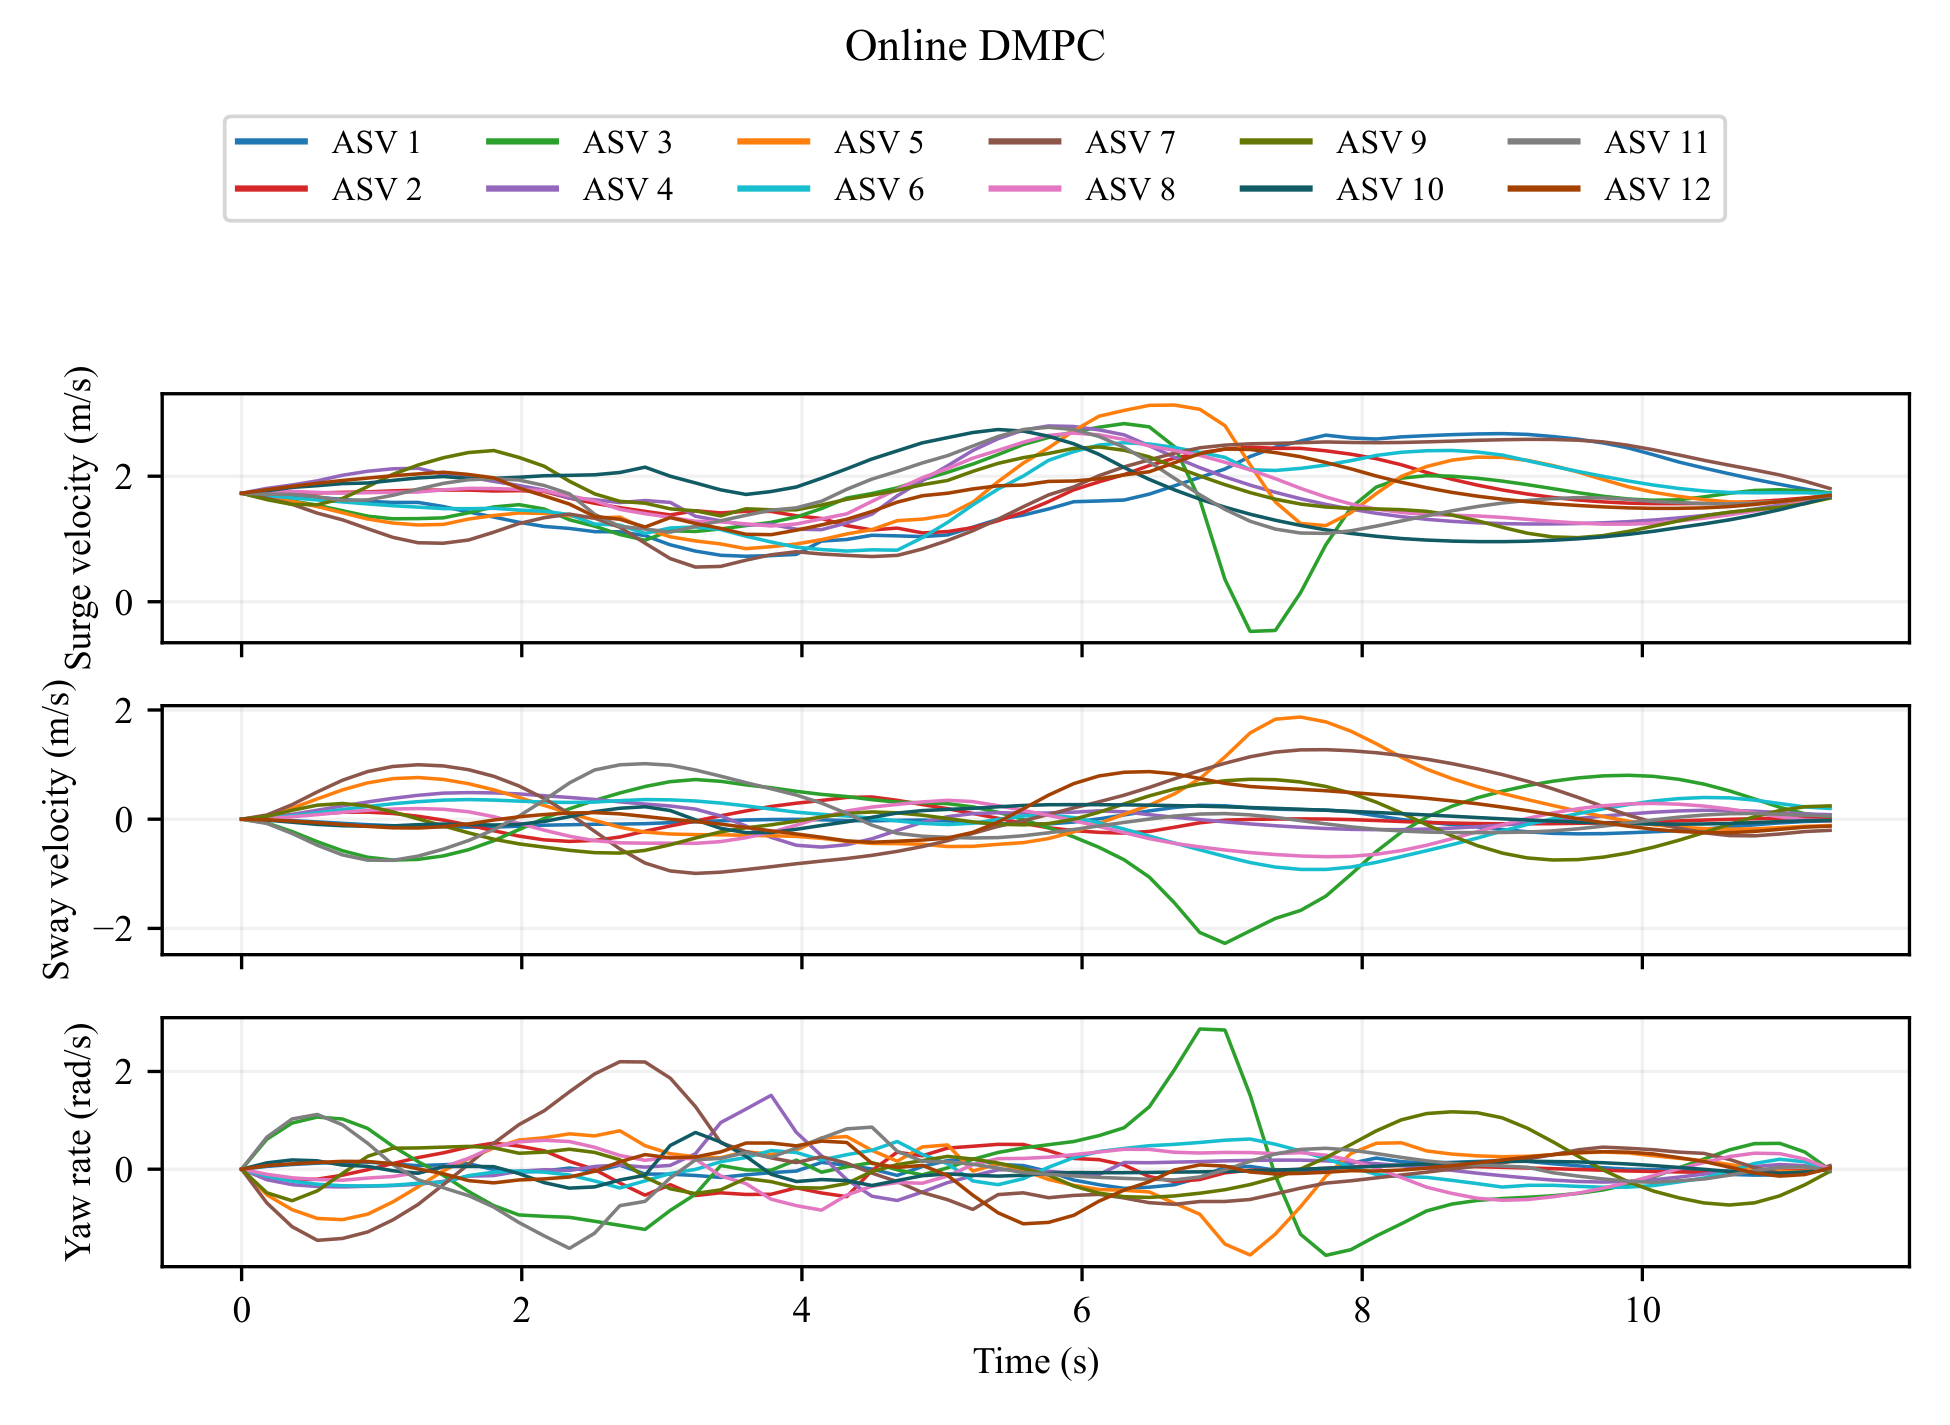 Online DMPC
ASV 1 ASV 3 ASV 5 ASV 7 ASV 9 ASV 11
ASV 2 ASV 4 ASV 6 ASV 8 ASV 10 ASV 12
Surge velocity (m/s)
2
0
Sway velocity (m/s)
2
0
−2
Yaw rate (rad/s)
2
0
0 2 4 6 8 10
Time (s)